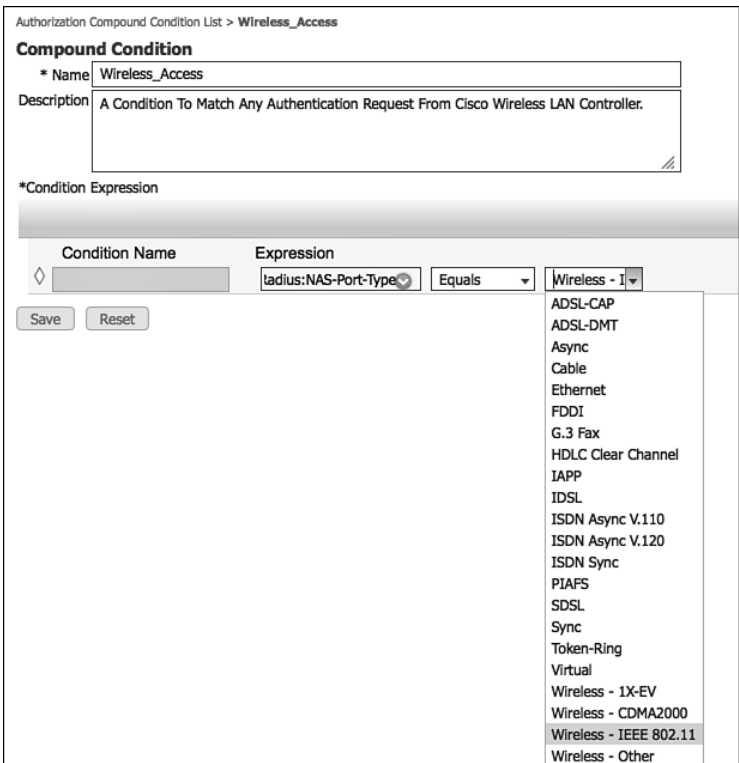 Authorization Compound Condition List > Wireless_Access
Compound Condition
* Name Wireless_Access
Description A Condition To Match Any Authentication Request From Cisco Wireless LAN Controller.
*Condition Expression
Condition Name Expression
tadius:NAS-Port-Type Equals Wireless - I
Save Reset
ADSL-CAP
ADSL-DMT
Async
Cable
Ethernet
FDDI
G.3 Fax
HDLC Clear Channel
IAPP
IDSL
ISDN Async V.110
ISDN Async V.120
ISDN Sync
PIAFS
SDSL
Sync
Token-Ring
Virtual
Wireless - 1X-EV
Wireless - CDMA2000
Wireless - IEEE 802.11
Wireless - Other